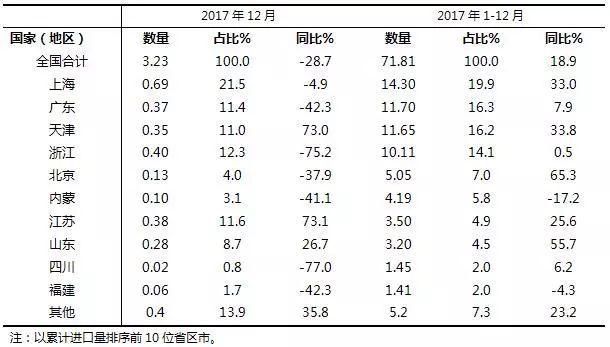 2017 年 12 月 2017 年 1-12 月
国家（地区） 数量 占比% 同比% 数量 占比% 同比%
全国合计 3.23 100.0 -28.7 71.81 100.0 18.9
上海 0.69 21.5 -4.9 14.30 19.9 33.0
广东 0.37 11.4 -42.3 11.70 16.3 7.9
天津 0.35 11.0 73.0 11.65 16.2 33.8
浙江 0.40 12.3 -75.2 10.11 14.1 0.5
北京 0.13 4.0 -37.9 5.05 7.0 65.3
内蒙 0.10 3.1 -41.1 4.19 5.8 -17.2
江苏 0.38 11.6 73.1 3.50 4.9 25.6
山东 0.28 8.7 26.7 3.20 4.5 55.7
四川 0.02 0.8 -77.0 1.45 2.0 6.2
福建 0.06 1.7 -42.3 1.41 2.0 -4.3
其他 0.4 13.9 35.8 5.2 7.3 23.2
注：以累计进口量排序前 10 位省区市。